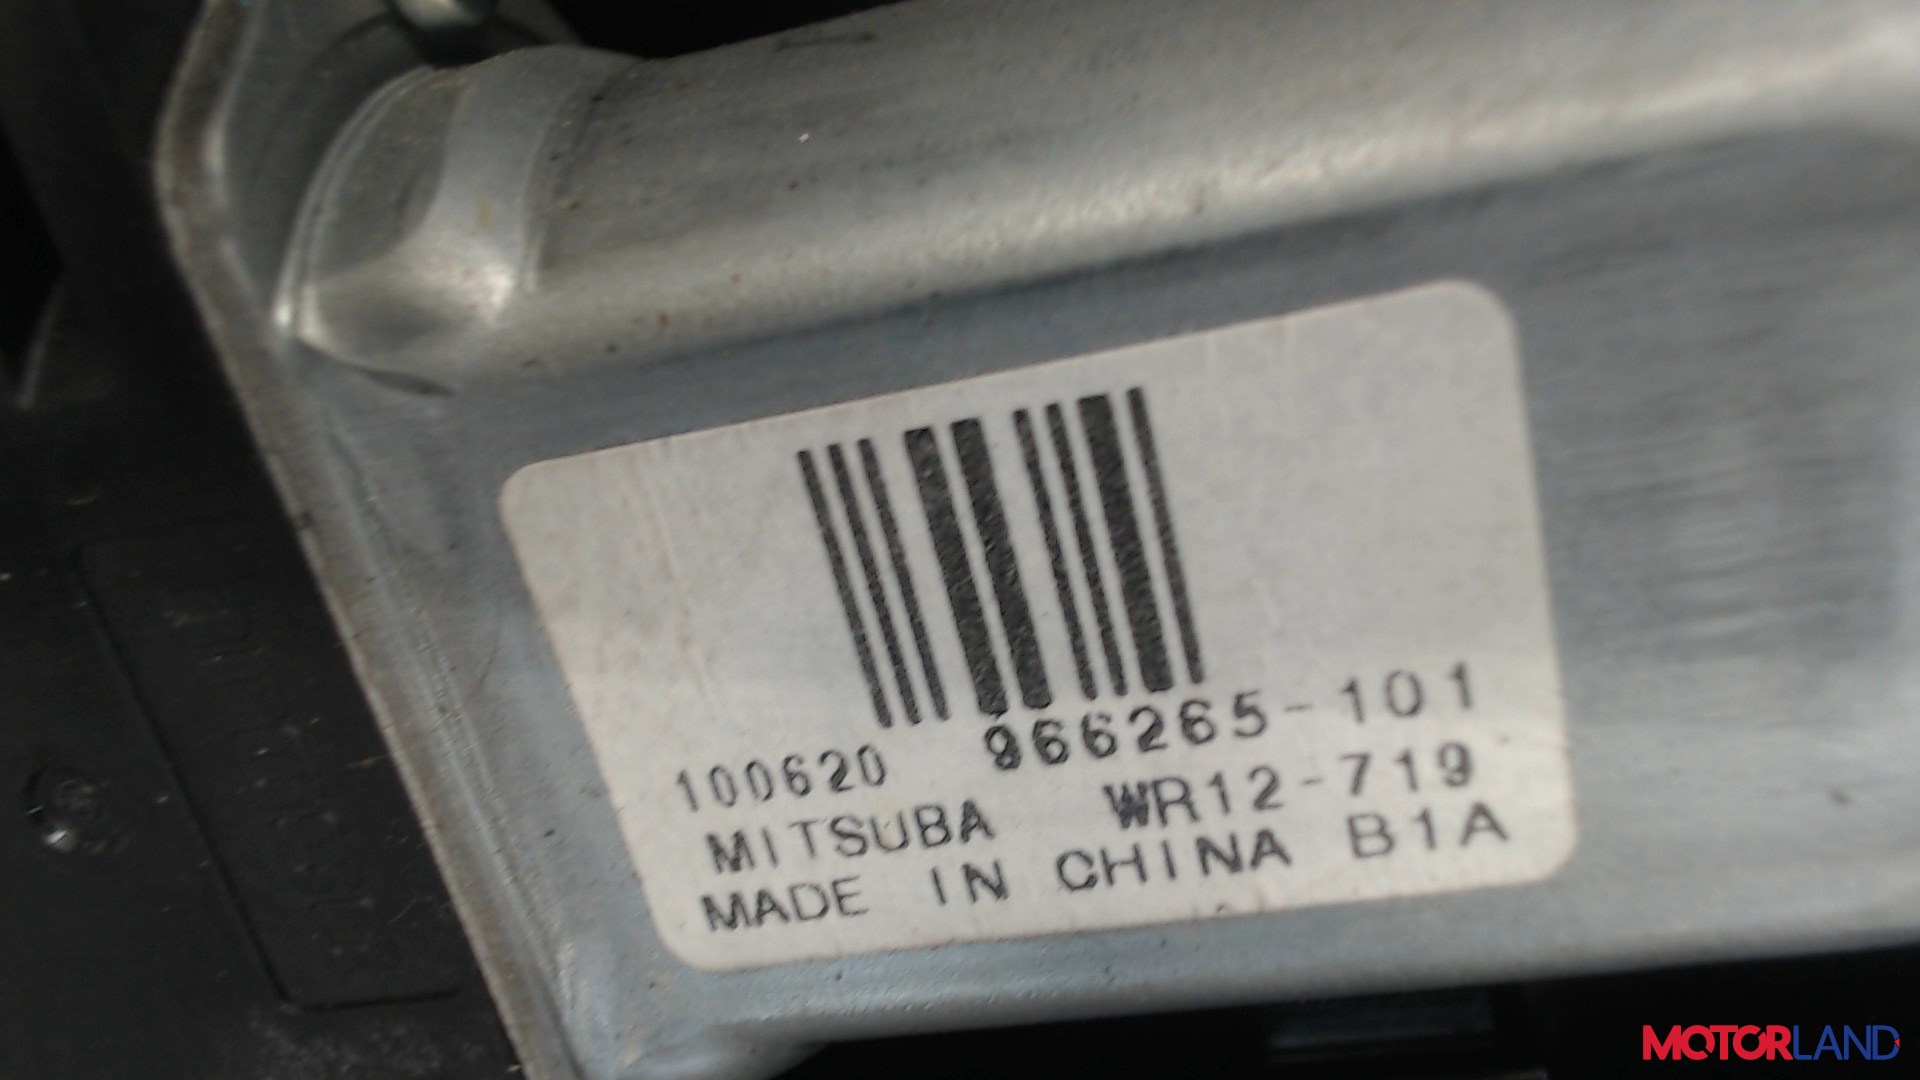 100620 966265-101
MITSUBA WR12-719
MADE IN CHINA B1A
MOTORLAND